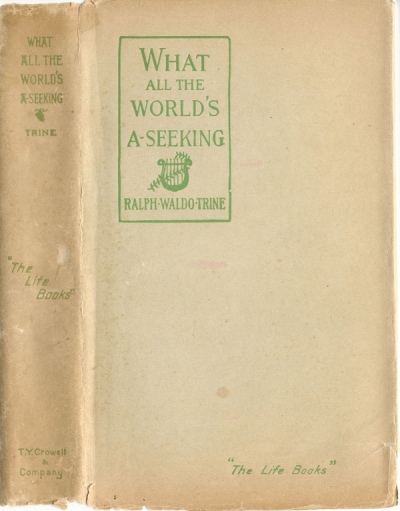 WHAT
ALL THE
WORLD'S
A-SEEKING
TRINE
"The
Life
Books"
T.Y. Crowell
&
Company
WHAT
ALL THE
WORLD'S
A-SEEKING
RALPH·WALDO·TRINE
"The Life Books"